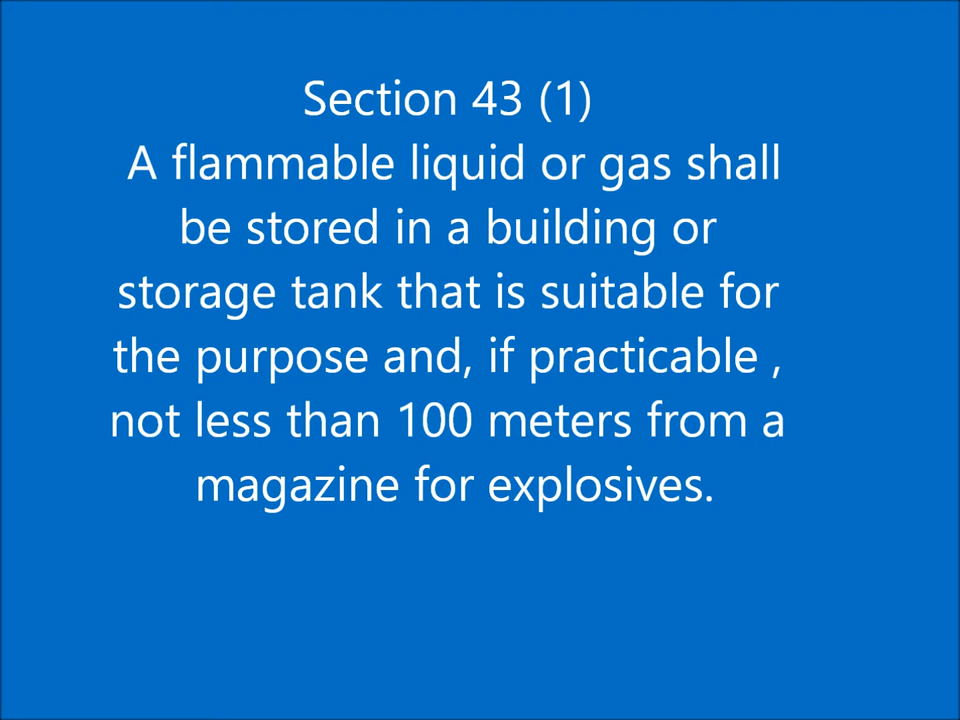 Section 43 (1)
A flammable liquid or gas shall
be stored in a building or
storage tank that is suitable for
the purpose and, if practicable ,
not less than 100 meters from a
magazine for explosives.